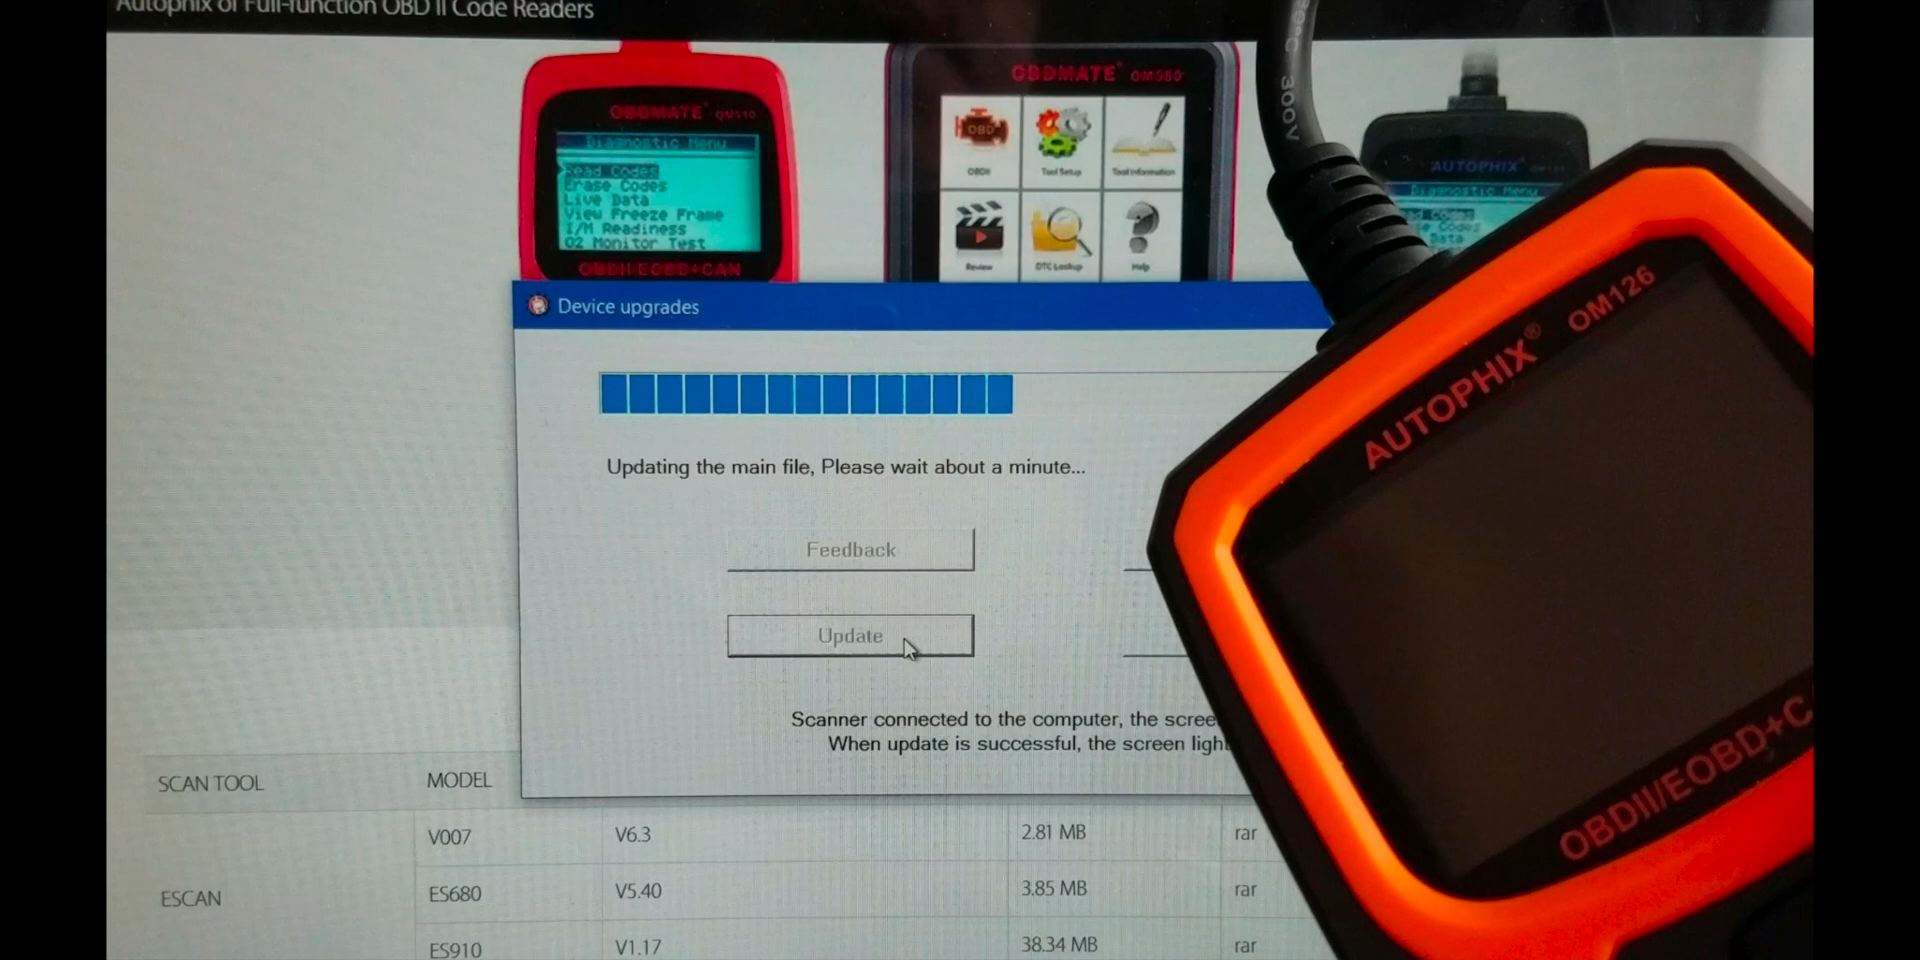 Autophix of Full-function OBD II Code Readers
OBDMATE® OM510
Diagnostic Menu
Read Codes
Erase Codes
Live Data
View Freeze Frame
I/M Readiness
O2 Monitor Test
OBDII/EOBD+CAN
OBDMATE® OM580
OBD
OBDII
Tool Setup
Tool Information
Review
DTC Lookup
Help
300V
AUTOPHIX®
Diagnostic Menu
Codes
Data
Device upgrades
Updating the main file, Please wait about a minute...
Feedback
Update
Scanner connected to the computer, the scree
When update is successful, the screen ligh
AUTOPHIX® OM126
OBDII/EOBD+C
SCAN TOOL MODEL
V007 V6.3 2.81 MB rar
ESCAN
ES680 V5.40 3.85 MB rar
ES910 V1.17 38.34 MB rar